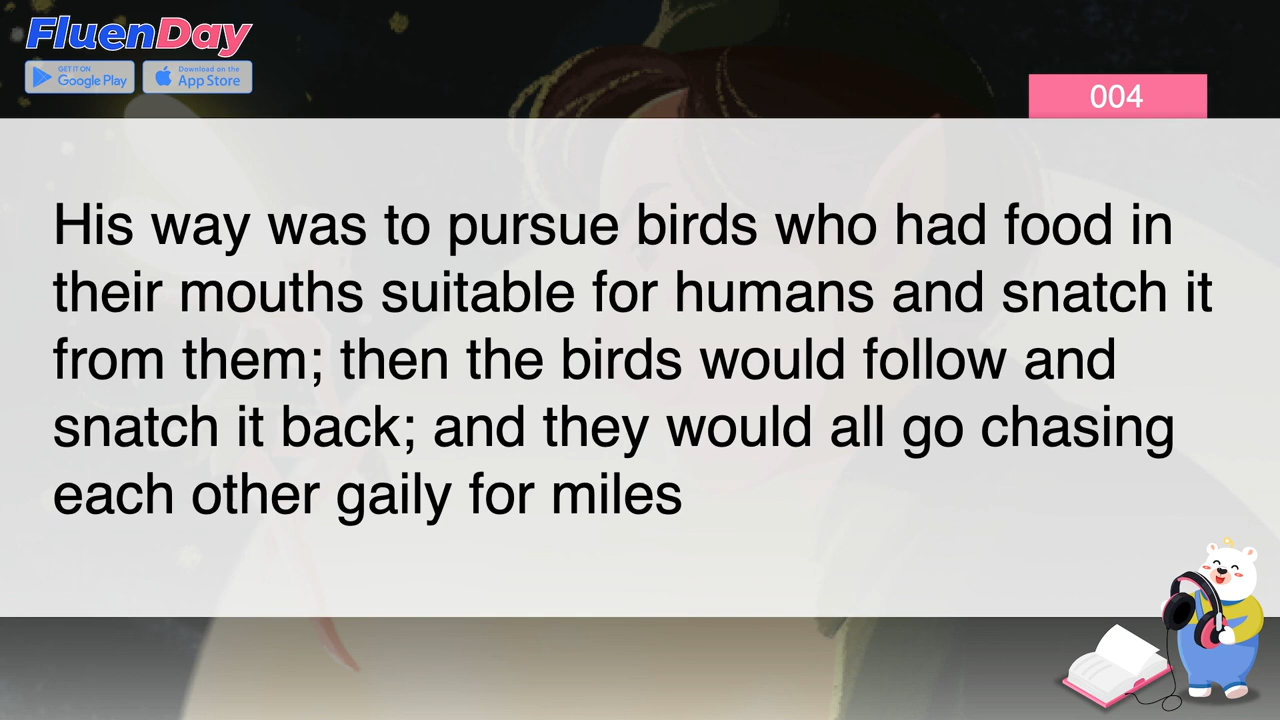 FluenDay
GET IT ON
Google Play
Download on the
App Store
004
His way was to pursue birds who had food in
their mouths suitable for humans and snatch it
from them; then the birds would follow and
snatch it back; and they would all go chasing
each other gaily for miles